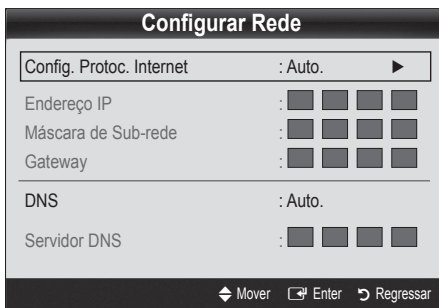 Configurar Rede
Config. Protoc. Internet : Auto. ►
Endereço IP :
Máscara de Sub-rede :
Gateway :
DNS : Auto.
Servidor DNS :
Mover Enter Regressar